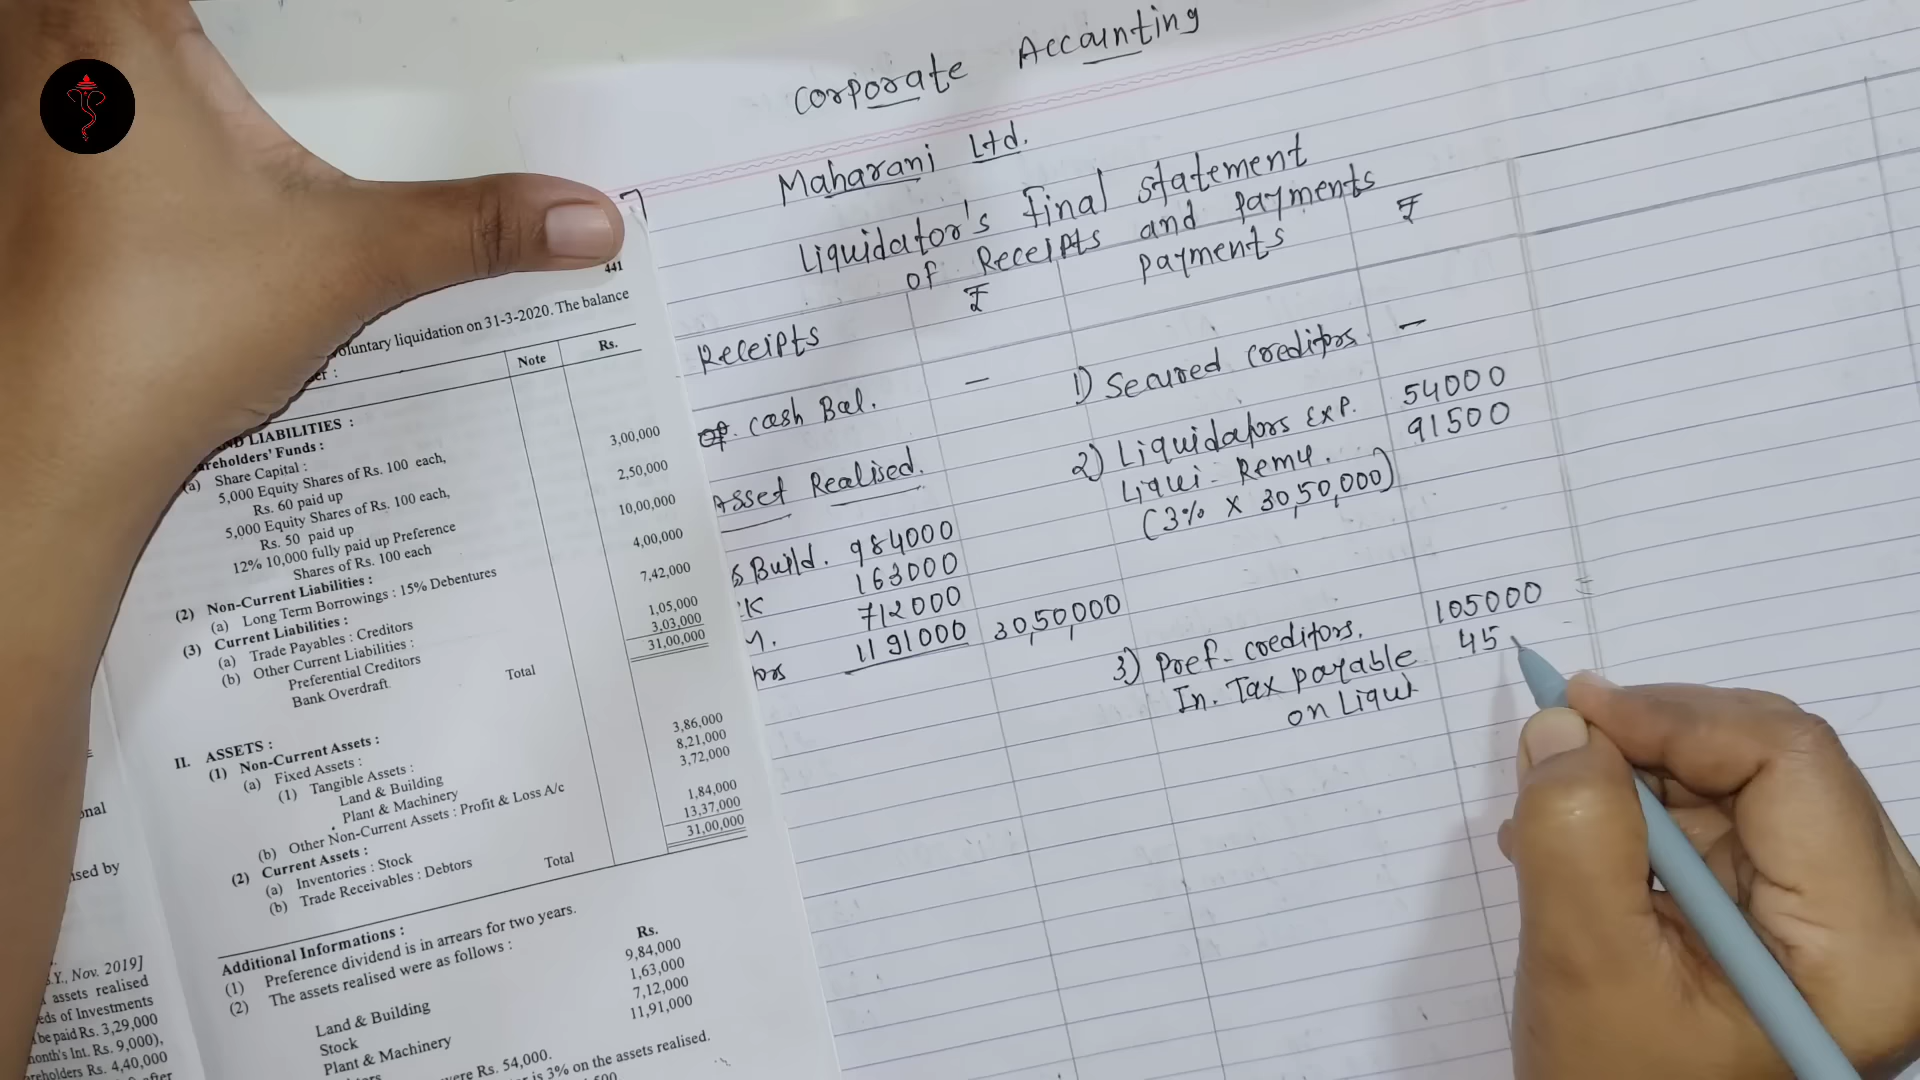 Corporate Accounting
Maharani Ltd.
Liquidator's Final Statement
of Receipts and payments
Receipts ₹ payments ₹
Op. cash Bal. — 1) Secured creditors —
Asset Realised.
2) Liquidators Exp. 54000
Liqui- Remu. 91500
(3% X 30,50,000)
Build. 984000
163000
712000
1191000 30,50,000
3) Pref- creditors. 105000
In. Tax payable 45
on Liqui
441
voluntary liquidation on 31-3-2020. The balance
Note Rs.
LIABILITIES :
Funds :
(a) Share Capital :
5,000 Equity Shares of Rs. 100 each,
Rs. 60 paid up 3,00,000
5,000 Equity Shares of Rs. 100 each,
Rs. 50 paid up 2,50,000
12% 10,000 fully paid up Preference
Shares of Rs. 100 each 10,00,000
(2) Non-Current Liabilities :
(a) Long Term Borrowings : 15% Debentures 4,00,000
(3) Current Liabilities :
(a) Trade Payables : Creditors 7,42,000
(b) Other Current Liabilities :
Preferential Creditors 1,05,000
Bank Overdraft 3,03,000
Total 31,00,000
II. ASSETS :
(1) Non-Current Assets :
(a) Fixed Assets :
(1) Tangible Assets :
Land & Building 3,86,000
Plant & Machinery 8,21,000
(b) Other Non-Current Assets : Profit & Loss A/c 3,72,000
(2) Current Assets :
(a) Inventories : Stock 1,84,000
(b) Trade Receivables : Debtors 13,37,000
Total 31,00,000
Additional Informations :
(1) Preference dividend is in arrears for two years.
(2) The assets realised were as follows :
Rs.
Land & Building 9,84,000
Stock 1,63,000
Plant & Machinery 7,12,000
11,91,000
were Rs. 54,000.
is 3% on the assets realised.
sed by
Nov. 2019]
assets realised
of Investments
be paid Rs. 3,29,000
Int. Rs. 9,000),
Rs. 4,40,000